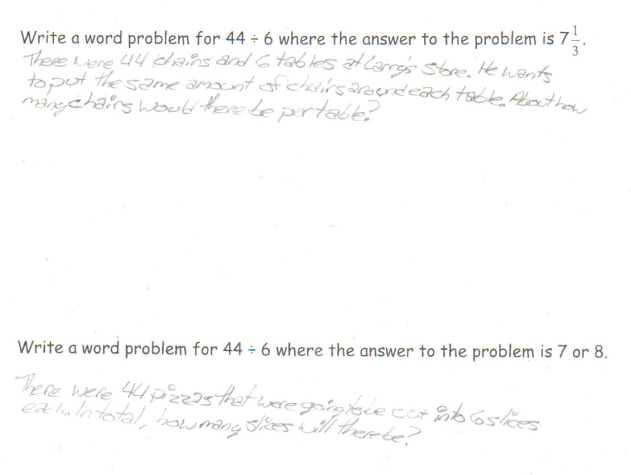 Write a word problem for 44 ÷ 6 where the answer to the problem is 7 1/3.
There were 44 chairs and 6 tables at Larry's Store. He wants
to put the same amount of chairs around each table. About how
many chairs would there be per table?
Write a word problem for 44 ÷ 6 where the answer to the problem is 7 or 8.
There were 44 pizzas that were going to be cut into 6 slices
each. In total, how many slices will there be?